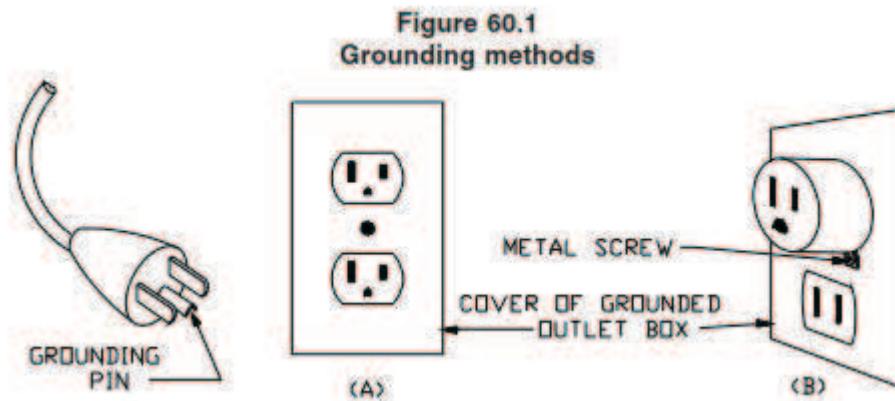 Figure 60.1
Grounding methods
METAL SCREW
COVER OF GROUNDED
OUTLET BOX
GROUNDING
PIN
(A)
(B)